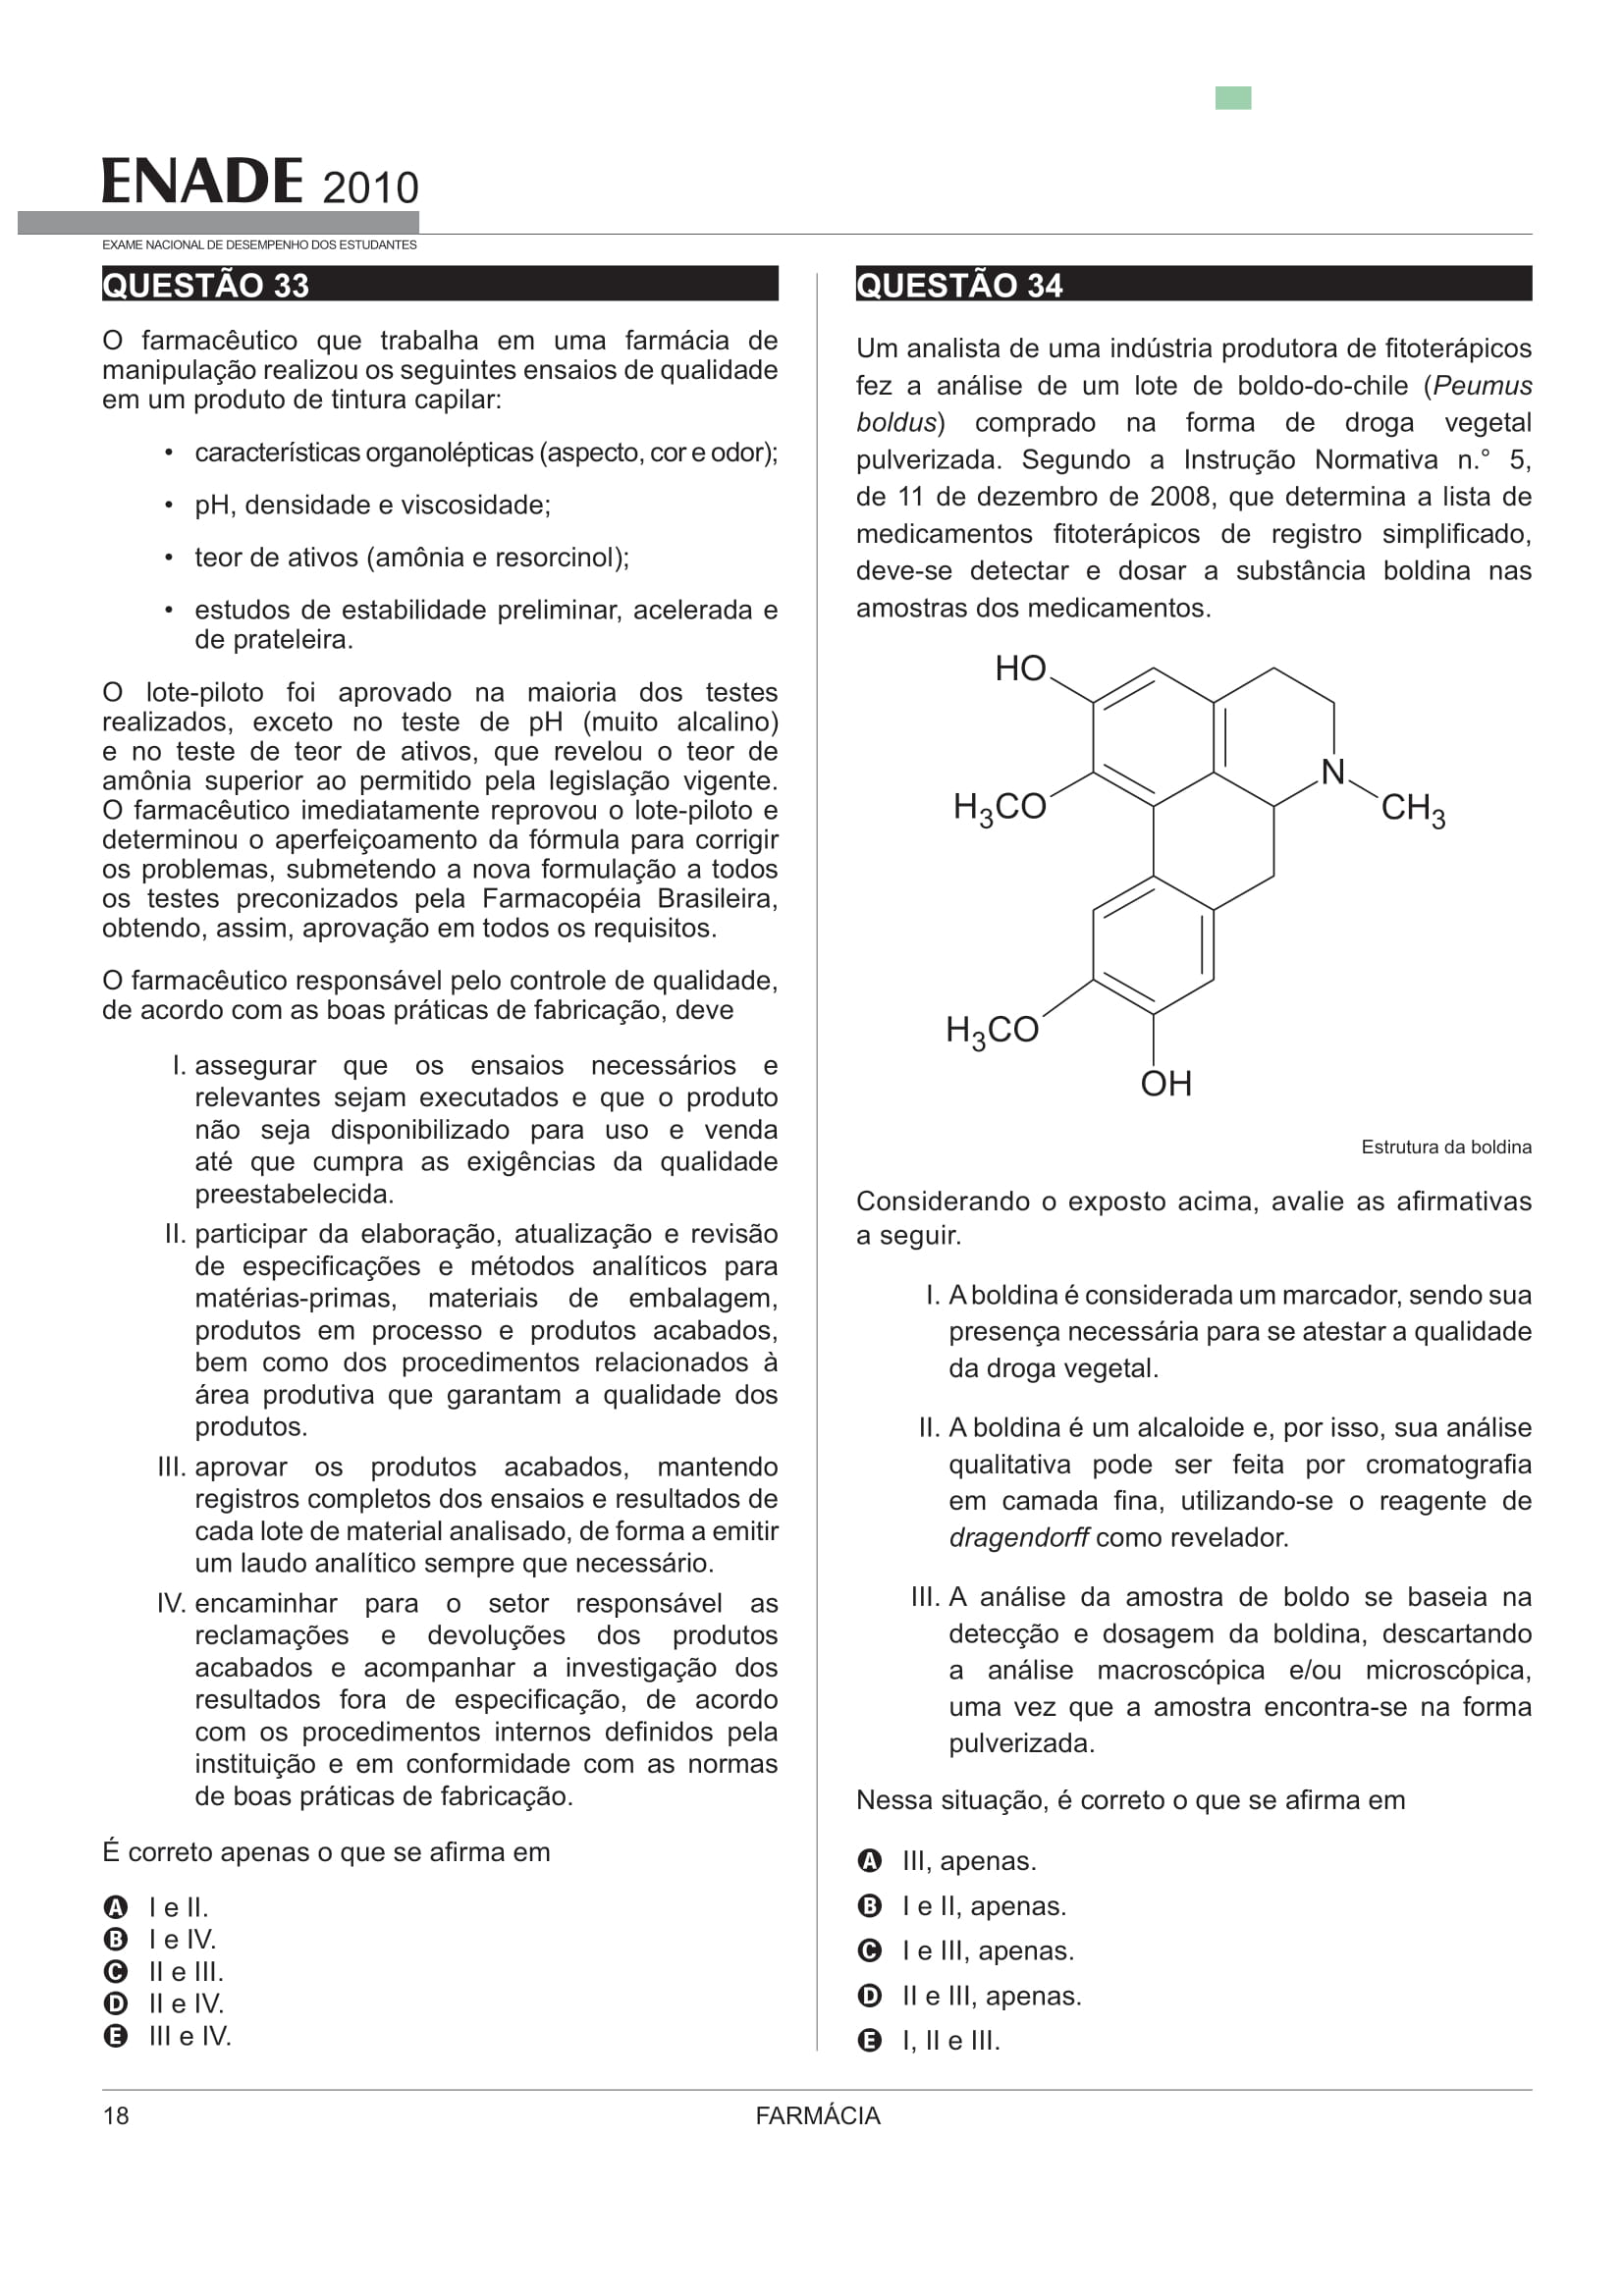 ENADE 2010
EXAME NACIONAL DE DESEMPENHO DOS ESTUDANTES
QUESTÃO 33
O farmacêutico que trabalha em uma farmácia de
manipulação realizou os seguintes ensaios de qualidade
em um produto de tintura capilar:
• características organolépticas (aspecto, cor e odor);
• pH, densidade e viscosidade;
• teor de ativos (amônia e resorcinol);
• estudos de estabilidade preliminar, acelerada e
de prateleira.
O lote-piloto foi aprovado na maioria dos testes
realizados, exceto no teste de pH (muito alcalino)
e no teste de teor de ativos, que revelou o teor de
amônia superior ao permitido pela legislação vigente.
O farmacêutico imediatamente reprovou o lote-piloto e
determinou o aperfeiçoamento da fórmula para corrigir
os problemas, submetendo a nova formulação a todos
os testes preconizados pela Farmacopéia Brasileira,
obtendo, assim, aprovação em todos os requisitos.
O farmacêutico responsável pelo controle de qualidade,
de acordo com as boas práticas de fabricação, deve
I. assegurar que os ensaios necessários e
relevantes sejam executados e que o produto
não seja disponibilizado para uso e venda
até que cumpra as exigências da qualidade
preestabelecida.
II. participar da elaboração, atualização e revisão
de especificações e métodos analíticos para
matérias-primas, materiais de embalagem,
produtos em processo e produtos acabados,
bem como dos procedimentos relacionados à
área produtiva que garantam a qualidade dos
produtos.
III. aprovar os produtos acabados, mantendo
registros completos dos ensaios e resultados de
cada lote de material analisado, de forma a emitir
um laudo analítico sempre que necessário.
IV. encaminhar para o setor responsável as
reclamações e devoluções dos produtos
acabados e acompanhar a investigação dos
resultados fora de especificação, de acordo
com os procedimentos internos definidos pela
instituição e em conformidade com as normas
de boas práticas de fabricação.
É correto apenas o que se afirma em
A I e II.
B I e IV.
C II e III.
D II e IV.
E III e IV.
QUESTÃO 34
Um analista de uma indústria produtora de fitoterápicos
fez a análise de um lote de boldo-do-chile (Peumus
boldus) comprado na forma de droga vegetal
pulverizada. Segundo a Instrução Normativa n.° 5,
de 11 de dezembro de 2008, que determina a lista de
medicamentos fitoterápicos de registro simplificado,
deve-se detectar e dosar a substância boldina nas
amostras dos medicamentos.
HO
N
H3CO
CH3
H3CO
OH
Estrutura da boldina
Considerando o exposto acima, avalie as afirmativas
a seguir.
I. A boldina é considerada um marcador, sendo sua
presença necessária para se atestar a qualidade
da droga vegetal.
II. A boldina é um alcaloide e, por isso, sua análise
qualitativa pode ser feita por cromatografia
em camada fina, utilizando-se o reagente de
dragendorff como revelador.
III. A análise da amostra de boldo se baseia na
detecção e dosagem da boldina, descartando
a análise macroscópica e/ou microscópica,
uma vez que a amostra encontra-se na forma
pulverizada.
Nessa situação, é correto o que se afirma em
A III, apenas.
B I e II, apenas.
C I e III, apenas.
D II e III, apenas.
E I, II e III.
18
FARMÁCIA